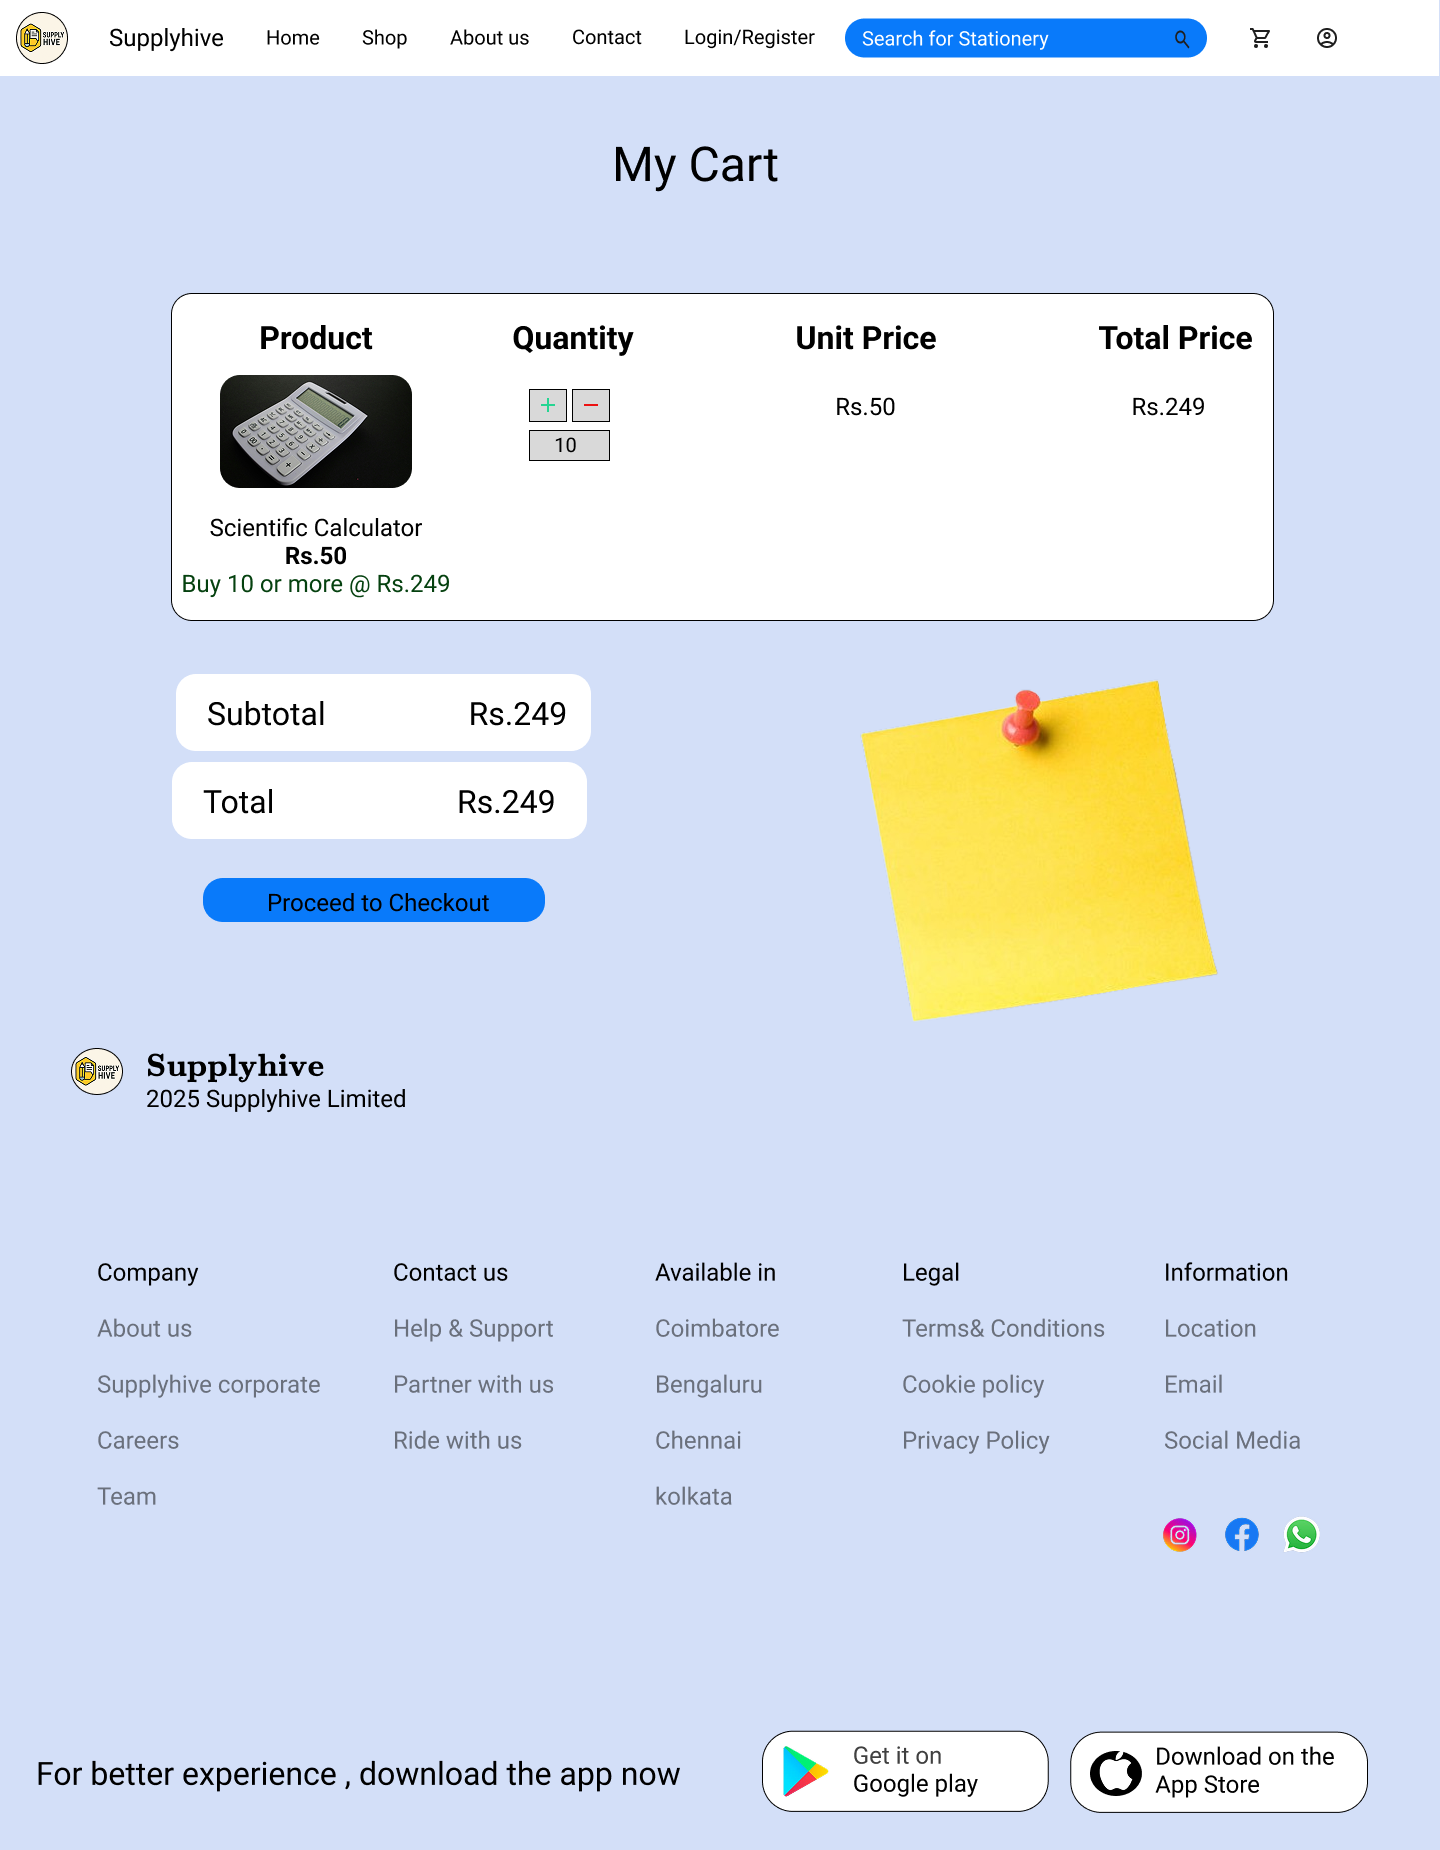 SUPPLY
HIVE
Supplyhive
Home
Shop
About us
Contact
Login/Register
Search for Stationery
My Cart
Product
Quantity
Unit Price
Total Price
Rs.50
Rs.249
10
Scientific Calculator
Rs.50
Buy 10 or more @ Rs.249
Subtotal
Rs.249
Total
Rs.249
Proceed to Checkout
SUPPLY
HIVE
Supplyhive
2025 Supplyhive Limited
Company
About us
Supplyhive corporate
Careers
Team
Contact us
Help & Support
Partner with us
Ride with us
Available in
Coimbatore
Bengaluru
Chennai
kolkata
Legal
Terms& Conditions
Cookie policy
Privacy Policy
Information
Location
Email
Social Media
For better experience , download the app now
Get it on
Google play
Download on the
App Store